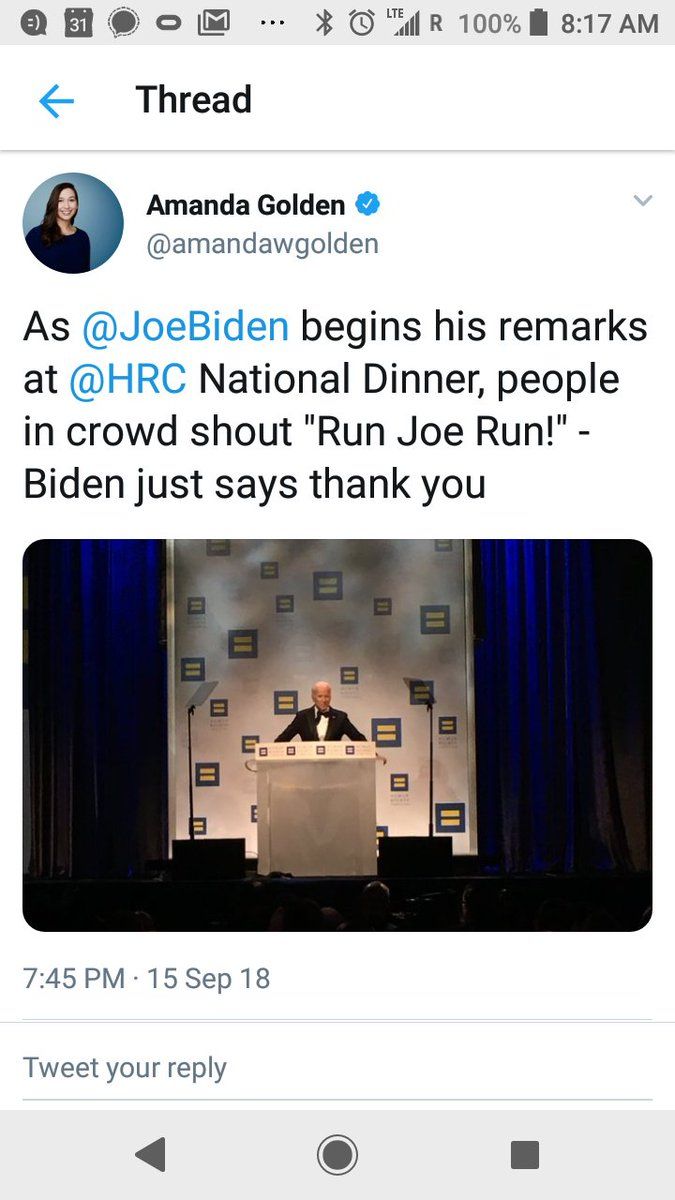 31 LTE R 100% 8:17 AM
Thread
Amanda Golden
@amandawgolden
As @JoeBiden begins his remarks
at @HRC National Dinner, people
in crowd shout "Run Joe Run!" -
Biden just says thank you
7:45 PM · 15 Sep 18
Tweet your reply